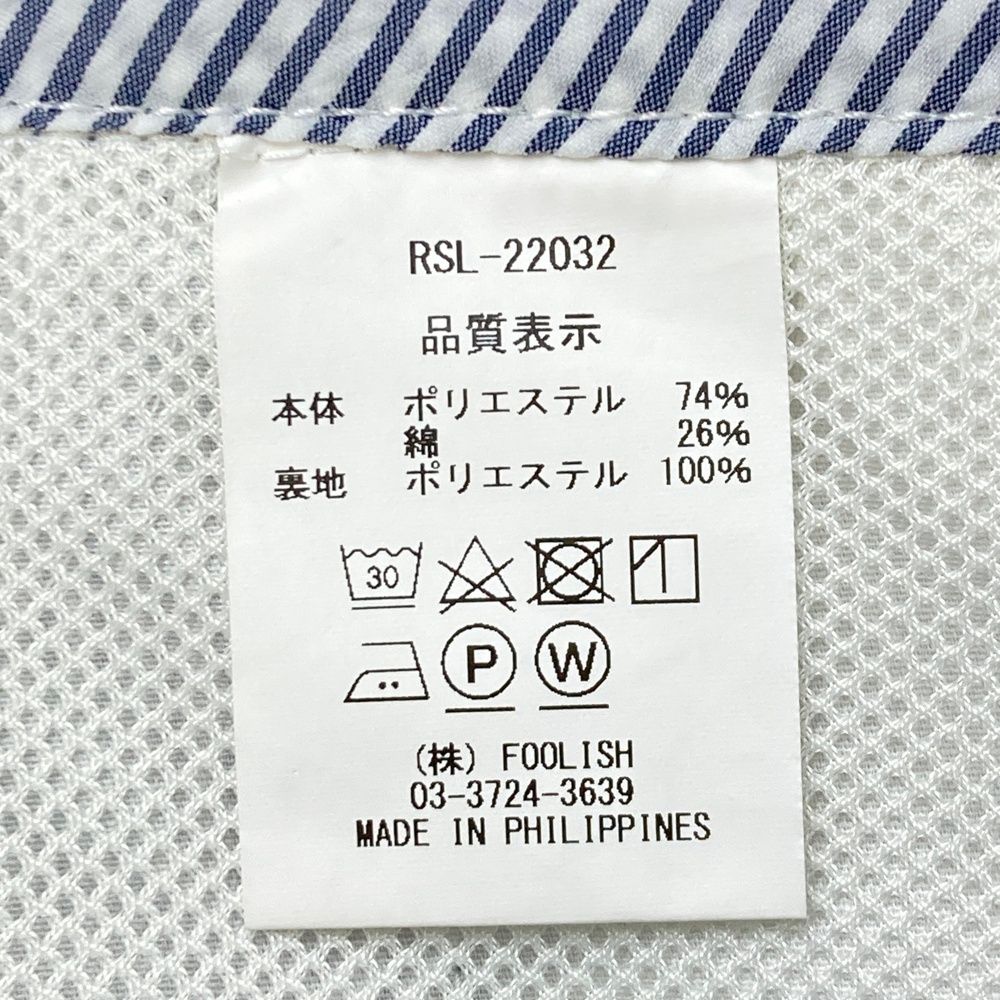 RSL-22032
品質表示
本体 ポリエステル 74%
綿 26%
裏地 ポリエステル 100%
30
P W
(株) FOOLISH
03-3724-3639
MADE IN PHILIPPINES